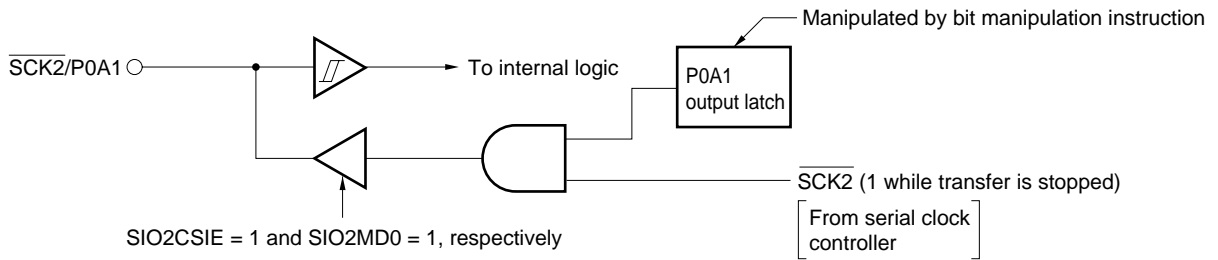 Manipulated by bit manipulation instruction
SCK2/P0A1
To internal logic
P0A1
output latch
SCK2 (1 while transfer is stopped)
From serial clock
controller
SIO2CSIE = 1 and SIO2MD0 = 1, respectively